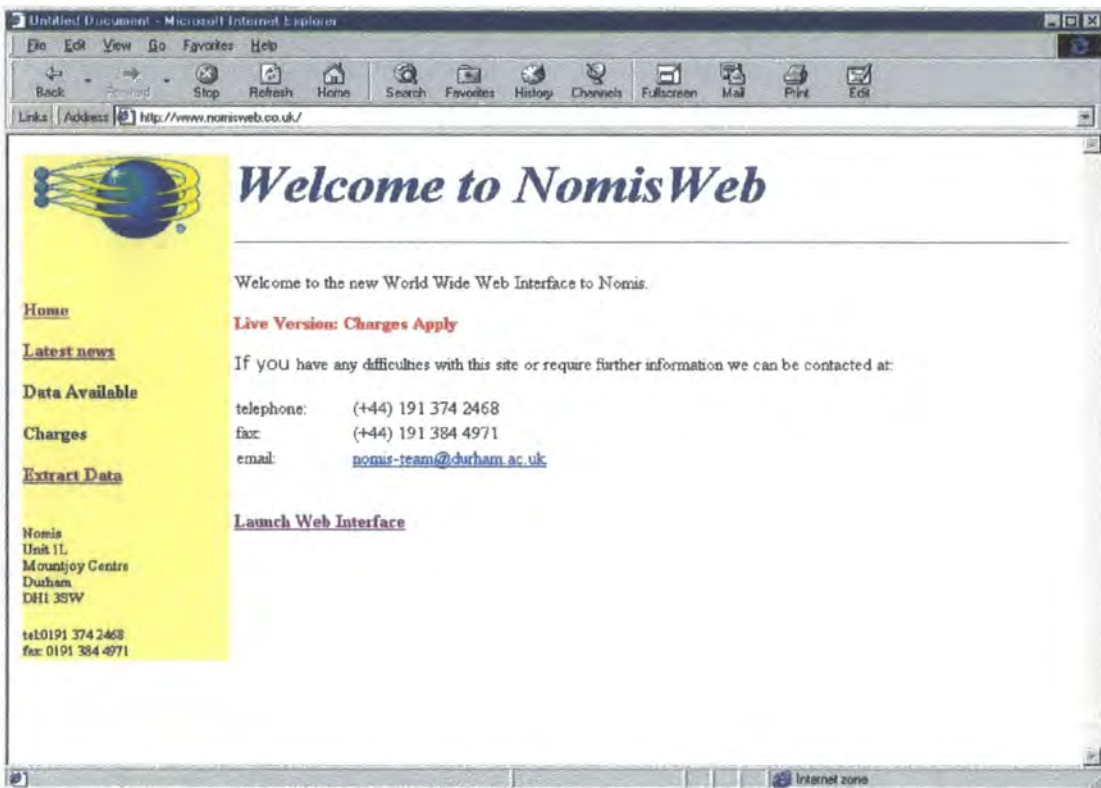 Untitled Document - Microsoft Internet Explorer
File Edit View Go Favorites Help
Back Forward Stop Refresh Home Search Favorites History Channels Fullscreen Mail Print Edit
Links Address http://www.nomisweb.co.uk/
Welcome to NomisWeb
Home
Latest news
Data Available
Charges
Extract Data
Nomis
Unit 1L
Mountjoy Centre
Durham
DH1 3SW
tel:0191 374 2468
fax: 0191 384 4971
Welcome to the new World Wide Web Interface to Nomis.
Live Version: Charges Apply
If you have any difficulties with this site or require further information we can be contacted at:
telephone: (+44) 191 374 2468
fax: (+44) 191 384 4971
email: nomis-team@durham.ac.uk
Launch Web Interface
Internet zone